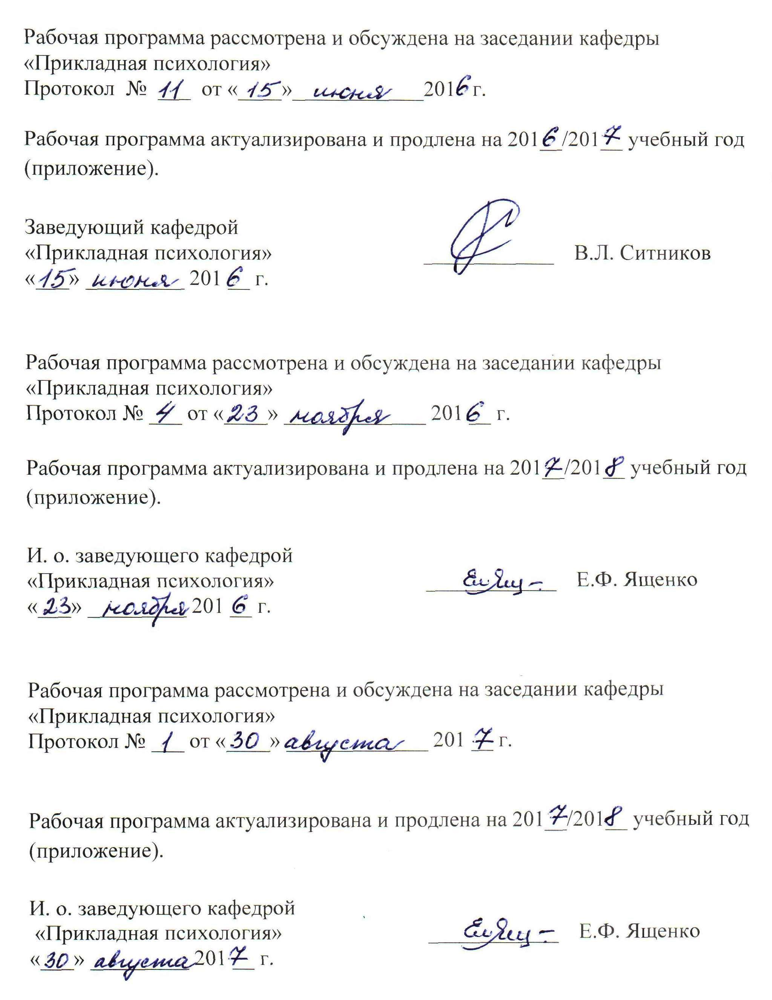 Рабочая программа рассмотрена и обсуждена на заседании кафедры
«Прикладная психология»
Протокол № 11 от «15» июня 2016 г.
Рабочая программа актуализирована и продлена на 2016/2017 учебный год
(приложение).
Заведующий кафедрой
«Прикладная психология» В.Л. Ситников
«15» июня 2016 г.
Рабочая программа рассмотрена и обсуждена на заседании кафедры
«Прикладная психология»
Протокол № 4 от «23» ноября 2016 г.
Рабочая программа актуализирована и продлена на 2017/2018 учебный год
(приложение).
И. о. заведующего кафедрой
«Прикладная психология» Е.Ф. Ященко
«23» ноября 2016 г.
Рабочая программа рассмотрена и обсуждена на заседании кафедры
«Прикладная психология»
Протокол № 1 от «30» августа 2017 г.
Рабочая программа актуализирована и продлена на 2017/2018 учебный год
(приложение).
И. о. заведующего кафедрой
«Прикладная психология» Е.Ф. Ященко
«30» августа 2017 г.